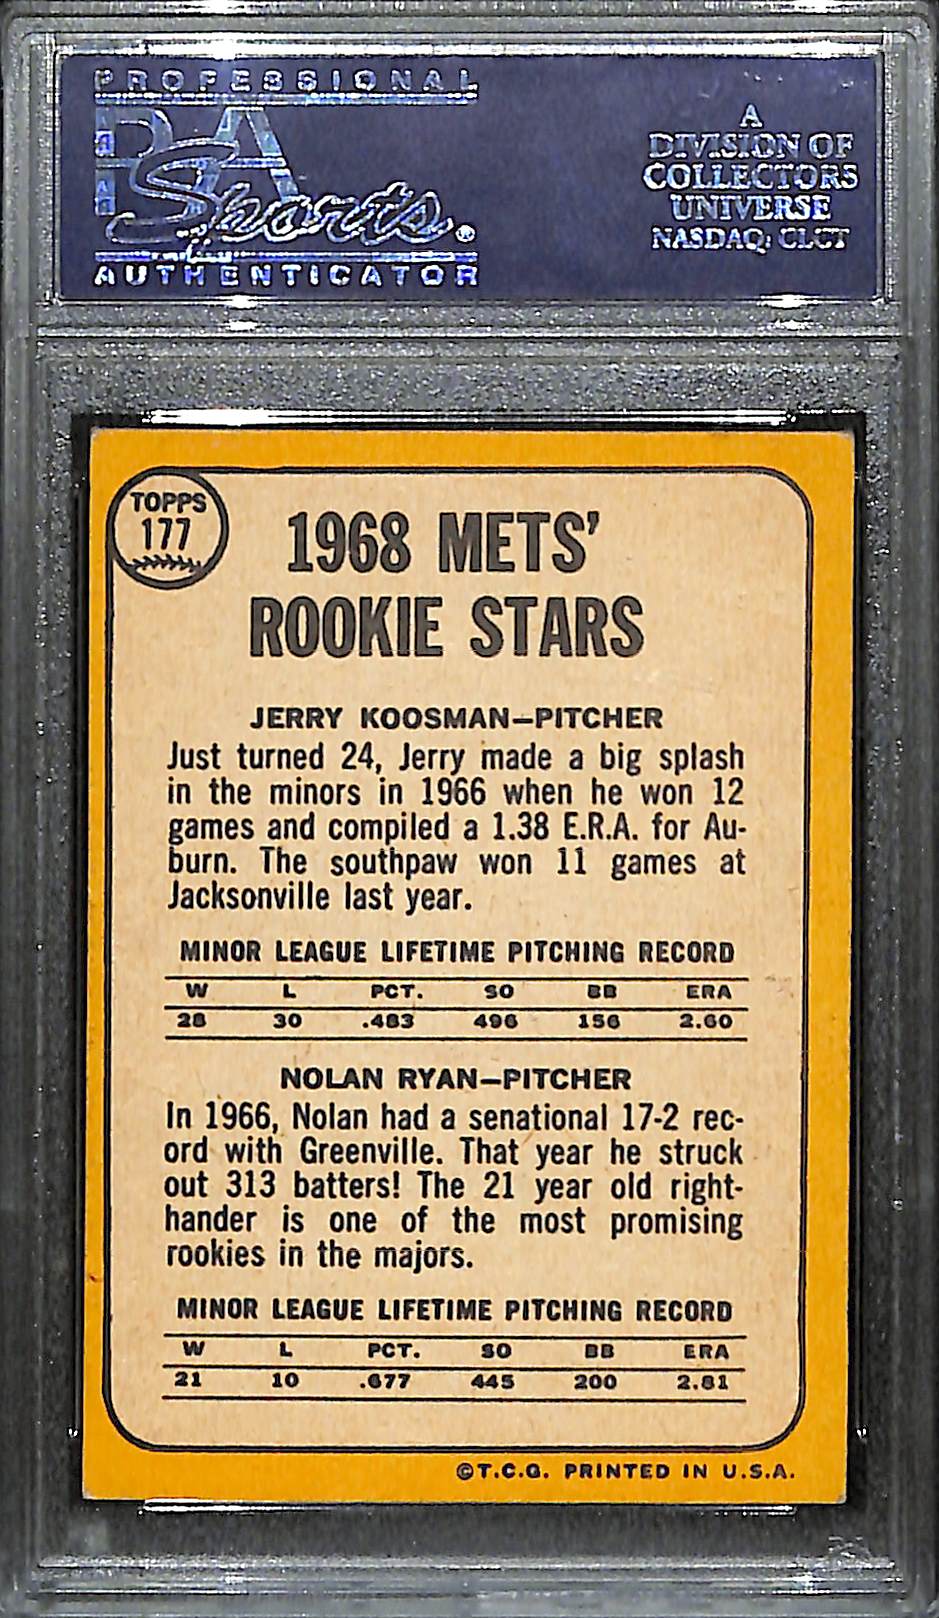 PROFESSIONAL
PSA
Sports®
AUTHENTICATOR
A
DIVISION OF
COLLECTORS
UNIVERSE
NASDAQ: CLCT
TOPPS
177
1968 METS'
ROOKIE STARS
JERRY KOOSMAN–PITCHER
Just turned 24, Jerry made a big splash
in the minors in 1966 when he won 12
games and compiled a 1.38 E.R.A. for Au-
burn. The southpaw won 11 games at
Jacksonville last year.
MINOR LEAGUE LIFETIME PITCHING RECORD
W L PCT. SO BB ERA
28 30 .483 496 156 2.60
NOLAN RYAN–PITCHER
In 1966, Nolan had a senational 17-2 rec-
ord with Greenville. That year he struck
out 313 batters! The 21 year old right-
hander is one of the most promising
rookies in the majors.
MINOR LEAGUE LIFETIME PITCHING RECORD
W L PCT. SO BB ERA
21 10 .677 445 200 2.81
©T.C.G. PRINTED IN U.S.A.